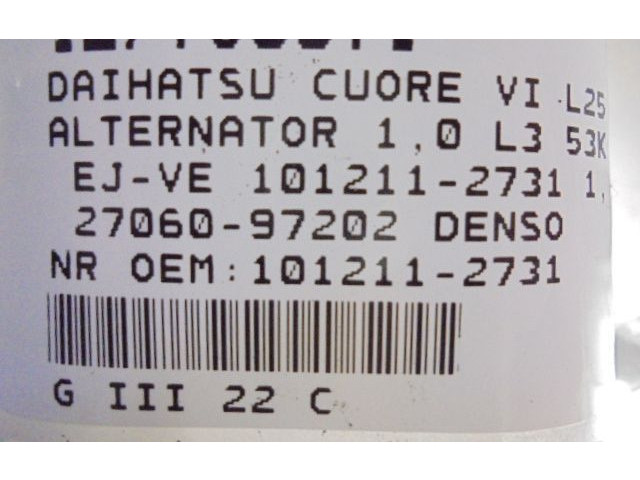 DAIHATSU CUORE VI L25
ALTERNATOR 1,0 L3 53K
EJ-VE 101211-2731 1,
27060-97202 DENSO
NR OEM:101211-2731
G III 22 C